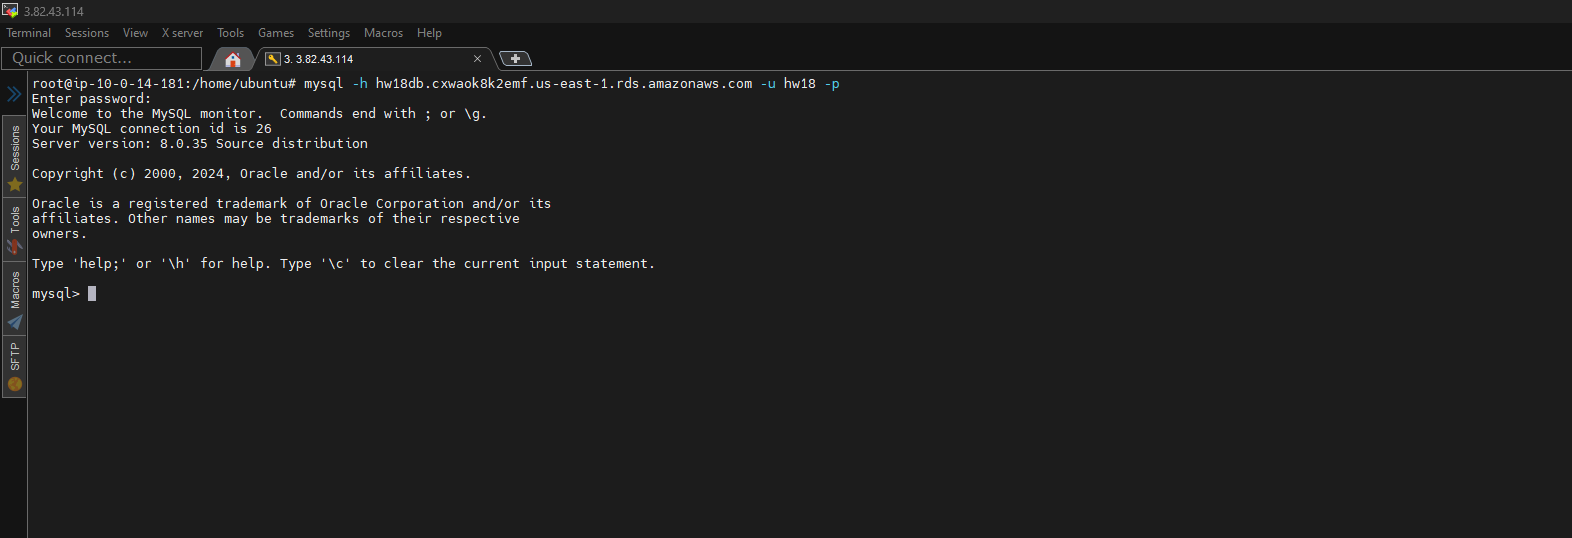 3.82.43.114
Terminal Sessions View X server Tools Games Settings Macros Help
Quick connect...
3. 3.82.43.114
root@ip-10-0-14-181:/home/ubuntu# mysql -h hw18db.cxwaok8k2emf.us-east-1.rds.amazonaws.com -u hw18 -p
Enter password:
Welcome to the MySQL monitor.  Commands end with ; or \g.
Your MySQL connection id is 26
Server version: 8.0.35 Source distribution
Copyright (c) 2000, 2024, Oracle and/or its affiliates.
Oracle is a registered trademark of Oracle Corporation and/or its
affiliates. Other names may be trademarks of their respective
owners.
Type 'help;' or '\h' for help. Type '\c' to clear the current input statement.
mysql>
Sessions
Tools
Macros
SFTP